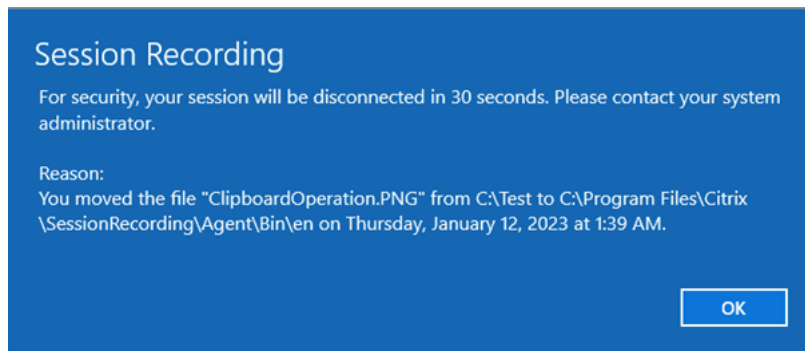 Session Recording
For security, your session will be disconnected in 30 seconds. Please contact your system
administrator.
Reason:
You moved the file "ClipboardOperation.PNG" from C:\Test to C:\Program Files\Citrix
\SessionRecording\Agent\Bin\en on Thursday, January 12, 2023 at 1:39 AM.
OK